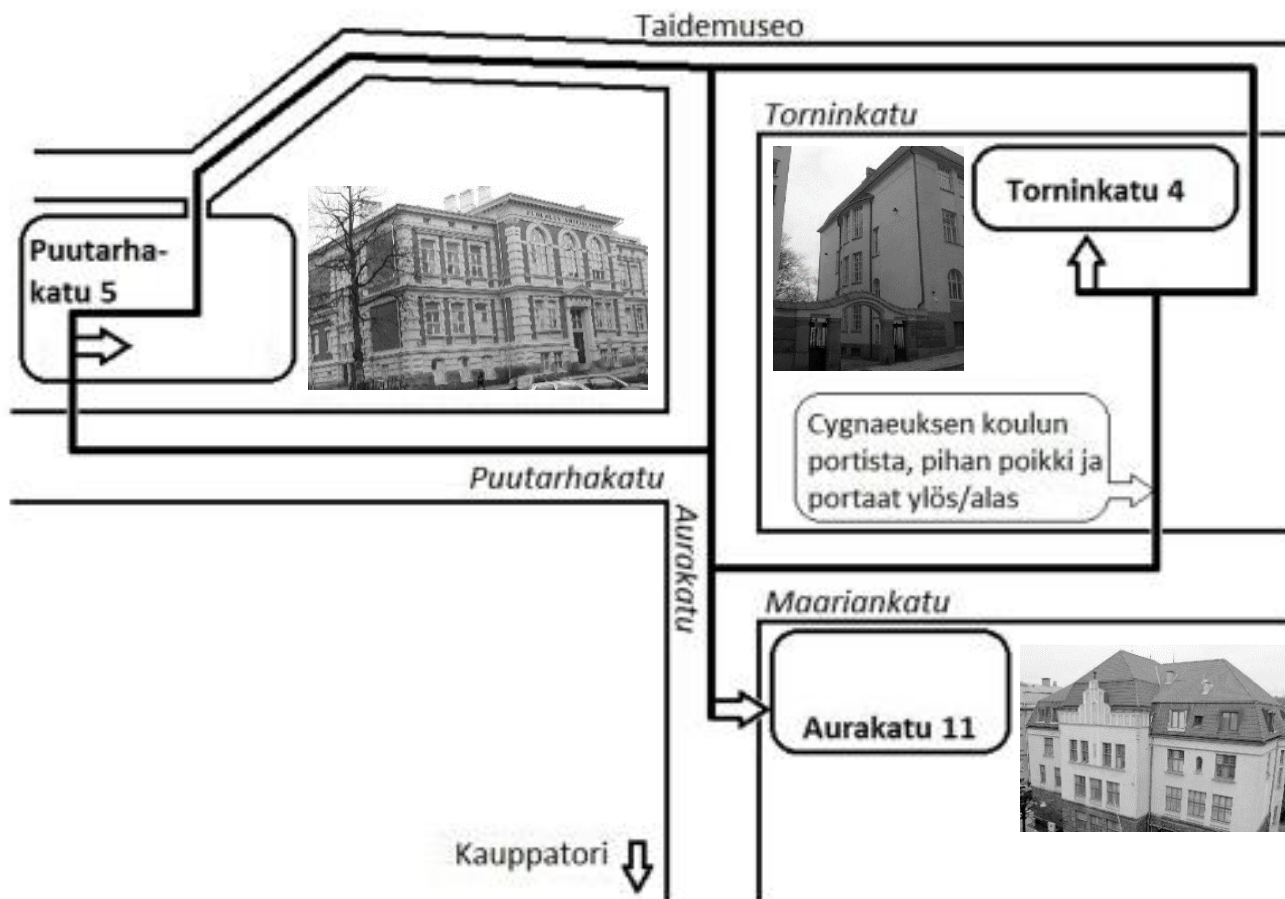 Taidemuseo
Torninkatu
Torninkatu 4
Puutarha-
katu 5
Cygnaeuksen koulun
portista, pihan poikki ja
portaat ylös/alas
Puutarhakatu
Aurakatu
Maariankatu
Aurakatu 11
Kauppatori